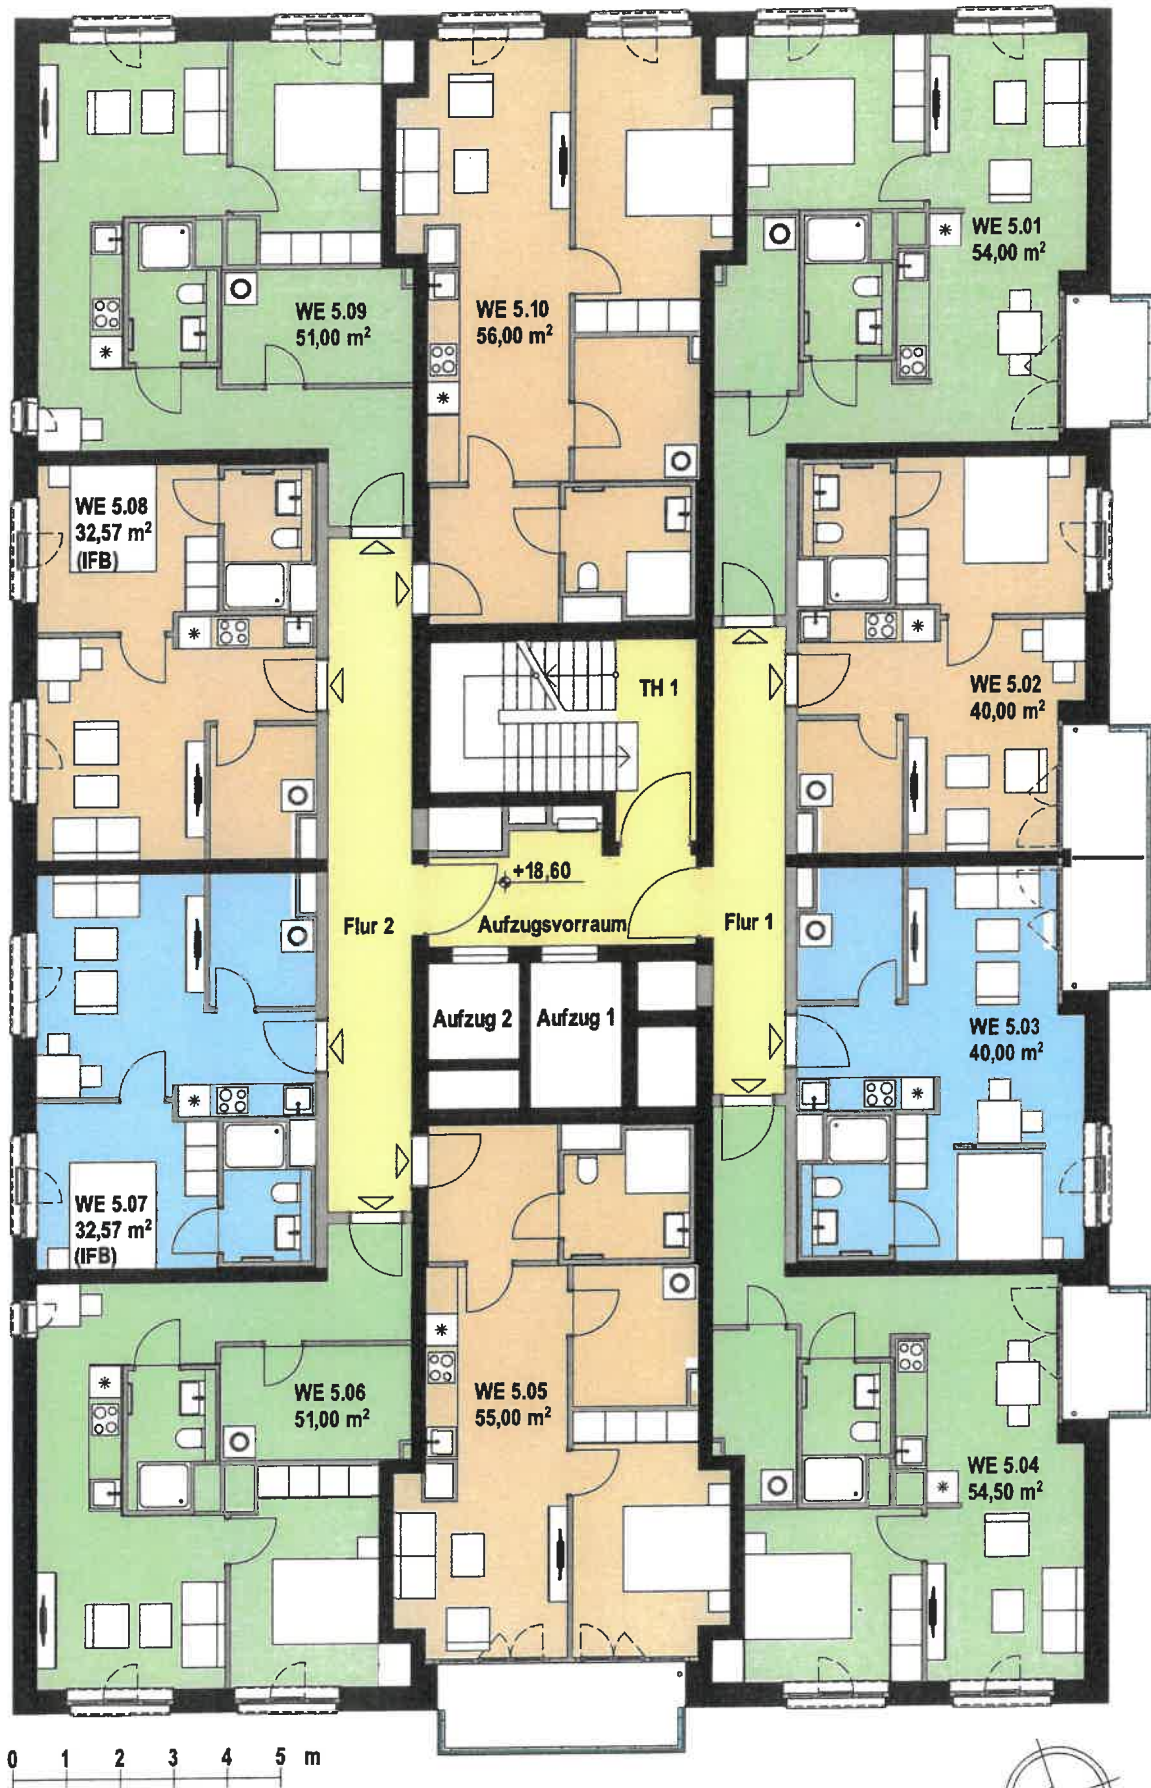 WE 5.01
54,00 m²
WE 5.09
51,00 m²
WE 5.10
56,00 m²
WE 5.08
32,57 m²
(IFB)
TH 1
WE 5.02
40,00 m²
+18,60
Flur 2
Aufzugsvorraum
Flur 1
Aufzug 2
Aufzug 1
WE 5.03
40,00 m²
WE 5.07
32,57 m²
(IFB)
WE 5.06
51,00 m²
WE 5.05
55,00 m²
WE 5.04
54,50 m²
0 1 2 3 4 5 m